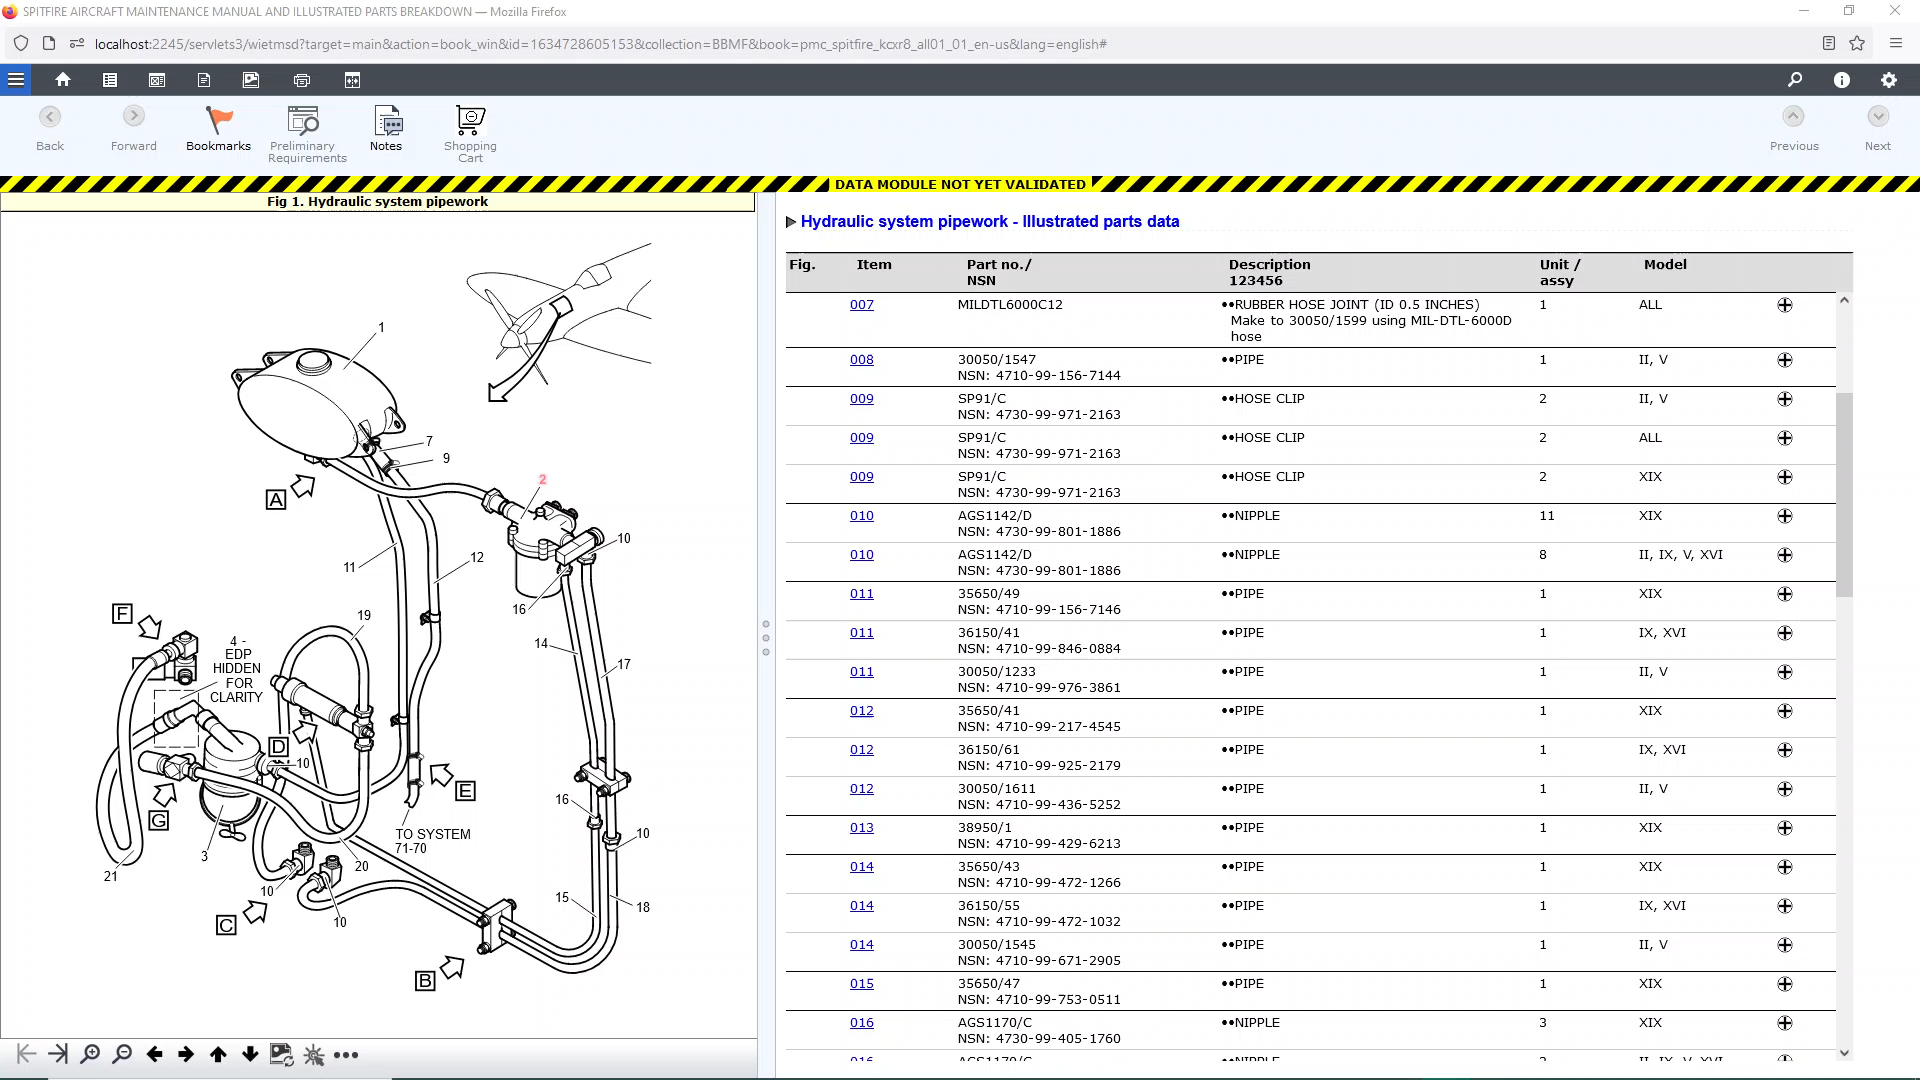 SPITFIRE AIRCRAFT MAINTENANCE MANUAL AND ILLUSTRATED PARTS BREAKDOWN — Mozilla Firefox
localhost:2245/servlets3/wietmsd?target=main&action=book_win&id=1634728605153&collection=BBMF&book=pmc_spitfire_kcxr8_all01_01_en-us&lang=english#
Back
Forward
Bookmarks
Preliminary
Requirements
Notes
Shopping
Cart
Previous
Next
DATA MODULE NOT YET VALIDATED
Fig 1. Hydraulic system pipework
1
7
9
A
2
10
11
12
16
F
19
4 -
EDP
HIDDEN
FOR
CLARITY
14
17
D
10
E
16
G
TO SYSTEM
71-70
10
3
20
21
10
15
18
C
10
B
Hydraulic system pipework - Illustrated parts data
Fig. Item Part no./ Description Unit / Model
NSN 123456 assy
007 MILDTL6000C12 ••RUBBER HOSE JOINT (ID 0.5 INCHES) 1 ALL
Make to 30050/1599 using MIL-DTL-6000D
hose
008 30050/1547 ••PIPE 1 II, V
NSN: 4710-99-156-7144
009 SP91/C ••HOSE CLIP 2 II, V
NSN: 4730-99-971-2163
009 SP91/C ••HOSE CLIP 2 ALL
NSN: 4730-99-971-2163
009 SP91/C ••HOSE CLIP 2 XIX
NSN: 4730-99-971-2163
010 AGS1142/D ••NIPPLE 11 XIX
NSN: 4730-99-801-1886
010 AGS1142/D ••NIPPLE 8 II, IX, V, XVI
NSN: 4730-99-801-1886
011 35650/49 ••PIPE 1 XIX
NSN: 4710-99-156-7146
011 36150/41 ••PIPE 1 IX, XVI
NSN: 4710-99-846-0884
011 30050/1233 ••PIPE 1 II, V
NSN: 4710-99-976-3861
012 35650/41 ••PIPE 1 XIX
NSN: 4710-99-217-4545
012 36150/61 ••PIPE 1 IX, XVI
NSN: 4710-99-925-2179
012 30050/1611 ••PIPE 1 II, V
NSN: 4710-99-436-5252
013 38950/1 ••PIPE 1 XIX
NSN: 4710-99-429-6213
014 35650/43 ••PIPE 1 XIX
NSN: 4710-99-472-1266
014 36150/55 ••PIPE 1 IX, XVI
NSN: 4710-99-472-1032
014 30050/1545 ••PIPE 1 II, V
NSN: 4710-99-671-2905
015 35650/47 ••PIPE 1 XIX
NSN: 4710-99-753-0511
016 AGS1170/C ••NIPPLE 3 XIX
NSN: 4730-99-405-1760
016 AGS1170/C ••NIPPLE 2 II, IX, V, XVI